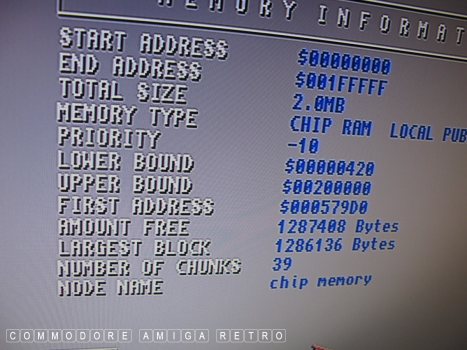 MEMORY INFORMAT
START ADDRESS $00000000
END ADDRESS $001FFFFF
TOTAL SIZE 2.0MB
MEMORY TYPE CHIP RAM LOCAL PUB
PRIORITY -10
LOWER BOUND $00000420
UPPER BOUND $00200000
FIRST ADDRESS $000579D0
AMOUNT FREE 1287408 Bytes
LARGEST BLOCK 1286136 Bytes
NUMBER OF CHUNKS 39
NODE NAME chip memory
COMMODORE AMIGA RETRO